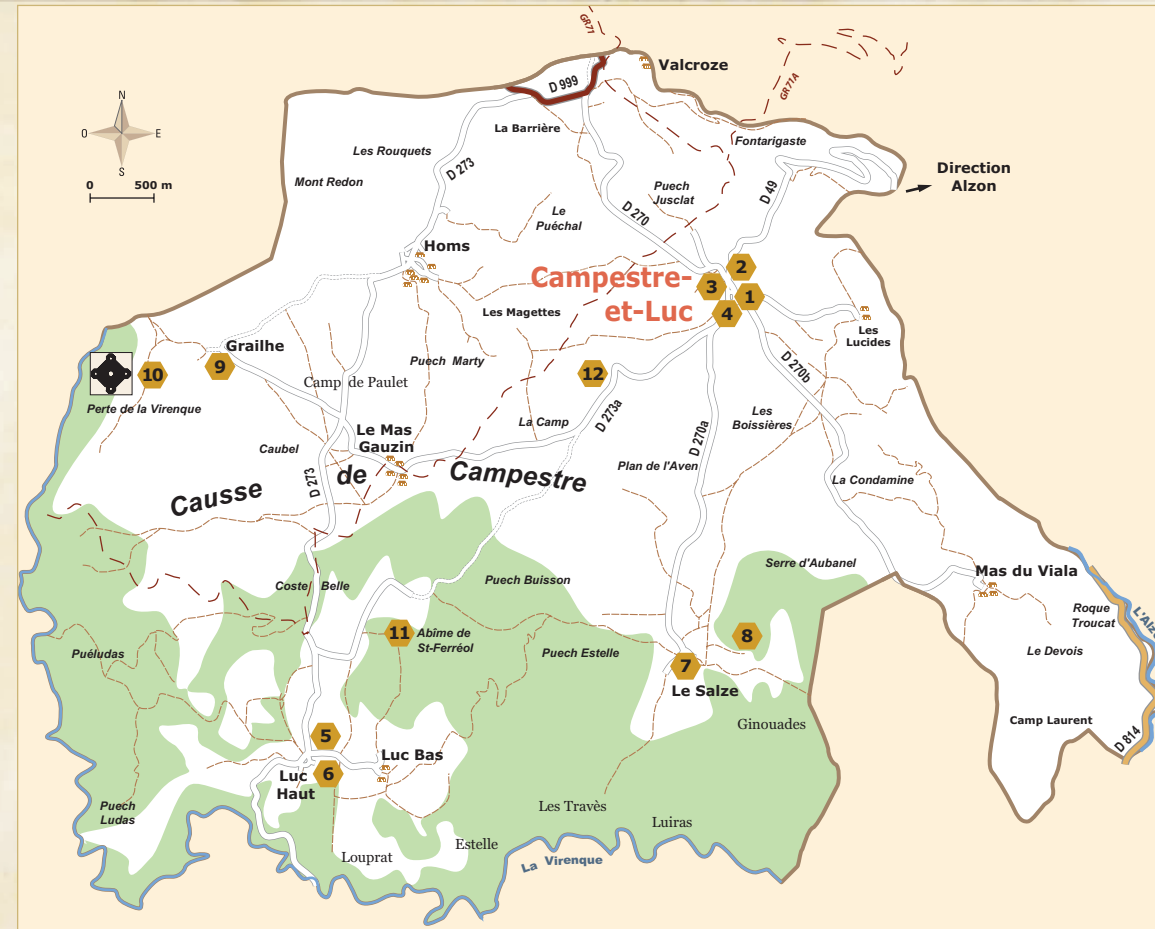 GR71
Valcroze
D 999
GR71A
La Barrière
Fontarigaste
N
O
E
S
Les Rouquets
D 273
Direction
Alzon
0
500 m
Mont Redon
Puech
Jusclat
D 49
Le
Puéchal
D 270
Homs
2
Campestre-
et-Luc
3
1
4
Les Magettes
Les
Lucides
Grailhe
9
10
Puech Marty
D 270b
12
Camp de Paulet
Perte de la Virenque
La Camp
D 273a
Les
Boissières
Le Mas
Gauzin
Caubel
D 270a
Plan de l'Aven
D 273
Causse de Campestre
La Condamine
Serre d'Aubanel
Mas du Viala
Coste Belle
Puech Buisson
Roque
Troucat
L'Alzo
11
Abîme de
St-Ferréol
8
Puéludas
Puech Estelle
Le Devois
7
Le Salze
Ginouades
Camp Laurent
5
D 814
Luc Bas
Luc
Haut
6
Puech
Ludas
Les Travès
Luiras
Estelle
Louprat
La Virenque